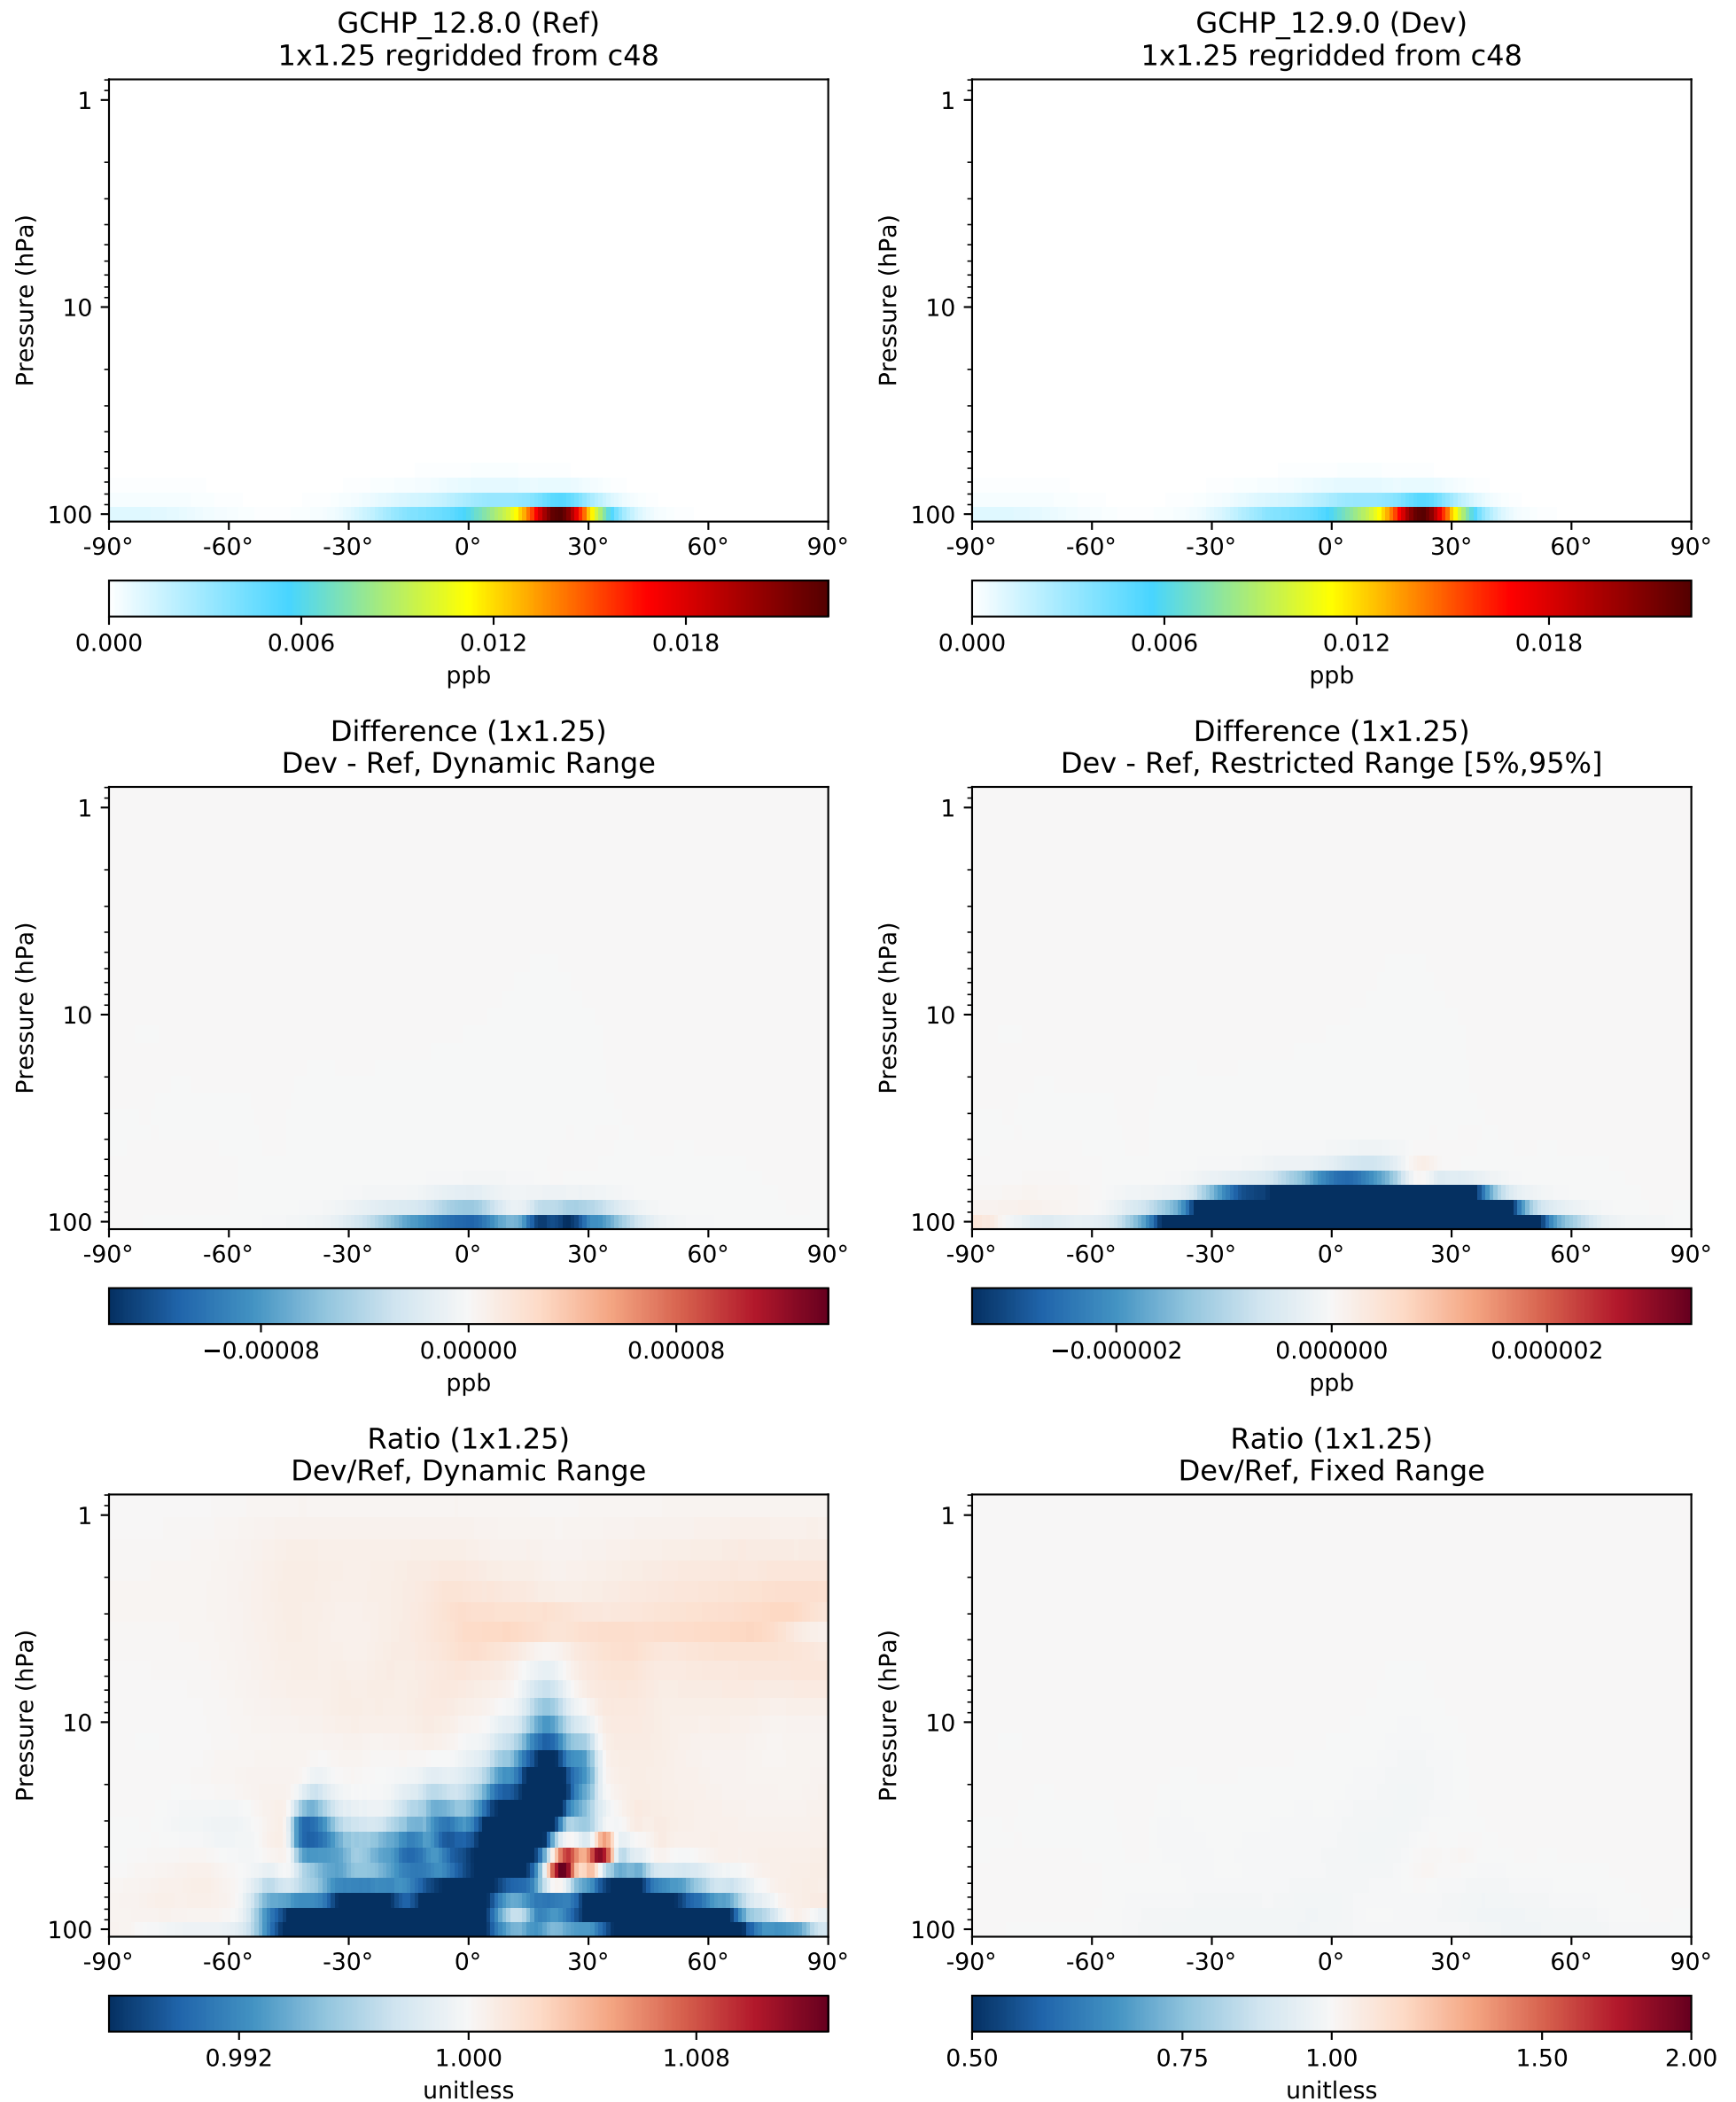 GCHP_12.8.0 (Ref)
1x1.25 regridded from c48
Pressure (hPa)
1
10
100
-90° -60° -30° 0° 30° 60° 90°
0.000 0.006 0.012 0.018
ppb
GCHP_12.9.0 (Dev)
1x1.25 regridded from c48
Pressure (hPa)
1
10
100
-90° -60° -30° 0° 30° 60° 90°
0.000 0.006 0.012 0.018
ppb
Difference (1x1.25)
Dev - Ref, Dynamic Range
Pressure (hPa)
1
10
100
-90° -60° -30° 0° 30° 60° 90°
−0.00008 0.00000 0.00008
ppb
Difference (1x1.25)
Dev - Ref, Restricted Range [5%,95%]
Pressure (hPa)
1
10
100
-90° -60° -30° 0° 30° 60° 90°
−0.000002 0.000000 0.000002
ppb
Ratio (1x1.25)
Dev/Ref, Dynamic Range
Pressure (hPa)
1
10
100
-90° -60° -30° 0° 30° 60° 90°
0.992 1.000 1.008
unitless
Ratio (1x1.25)
Dev/Ref, Fixed Range
Pressure (hPa)
1
10
100
-90° -60° -30° 0° 30° 60° 90°
0.50 0.75 1.00 1.50 2.00
unitless